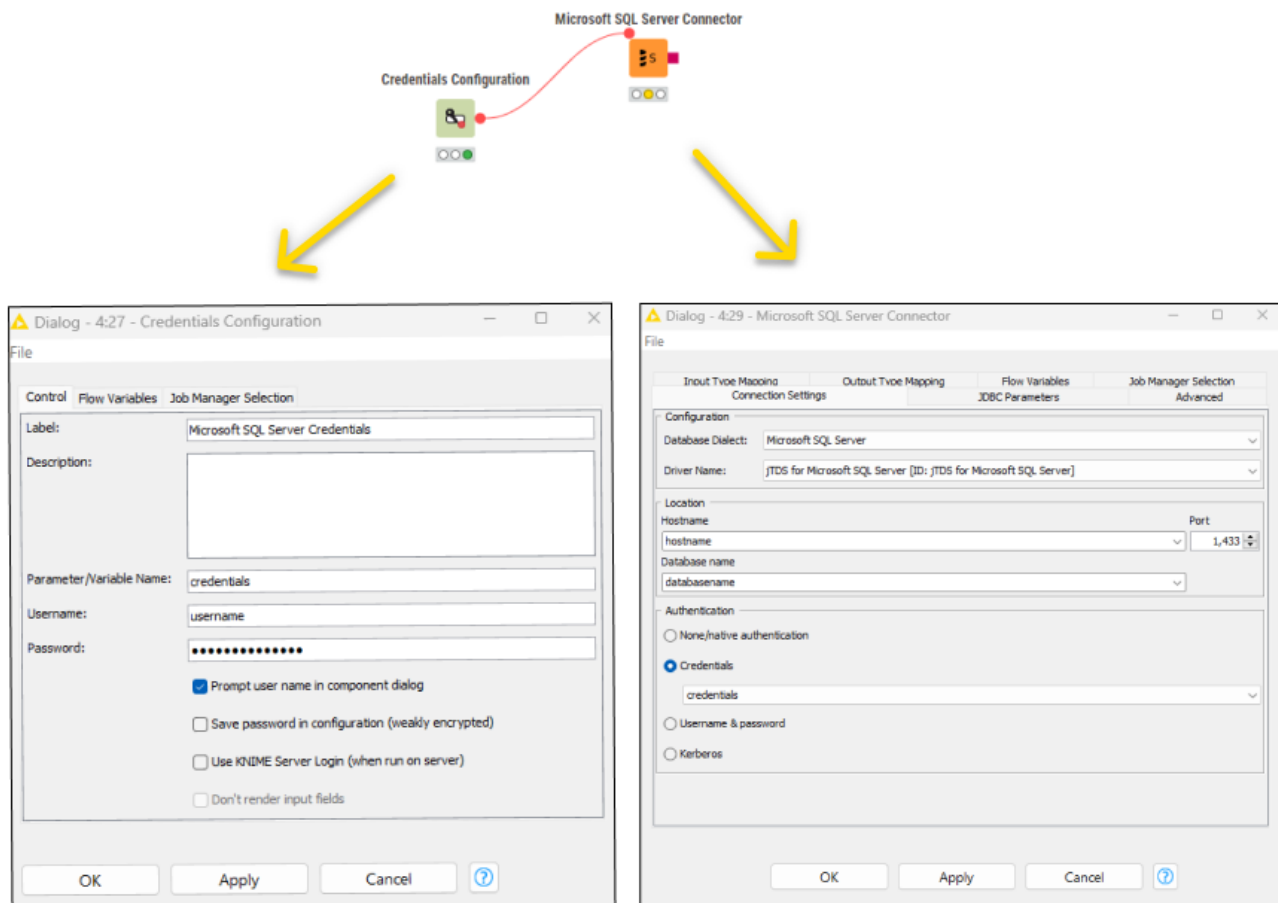 Microsoft SQL Server Connector
S
Credentials Configuration
Dialog - 4:27 - Credentials Configuration
File
Control Flow Variables Job Manager Selection
Label: Microsoft SQL Server Credentials
Description:
Parameter/Variable Name: credentials
Username: username
Password: ••••••••••••••
Prompt user name in component dialog
Save password in configuration (weakly encrypted)
Use KNIME Server Login (when run on server)
Don't render input fields
OK Apply Cancel ?
Dialog - 4:29 - Microsoft SQL Server Connector
File
Input Type Mapping Output Type Mapping Flow Variables Job Manager Selection
Connection Settings JDBC Parameters Advanced
Configuration
Database Dialect: Microsoft SQL Server
Driver Name: jTDS for Microsoft SQL Server [ID: jTDS for Microsoft SQL Server]
Location
Hostname Port
hostname 1,433
Database name
databasename
Authentication
None/native authentication
Credentials
credentials
Username & password
Kerberos
OK Apply Cancel ?